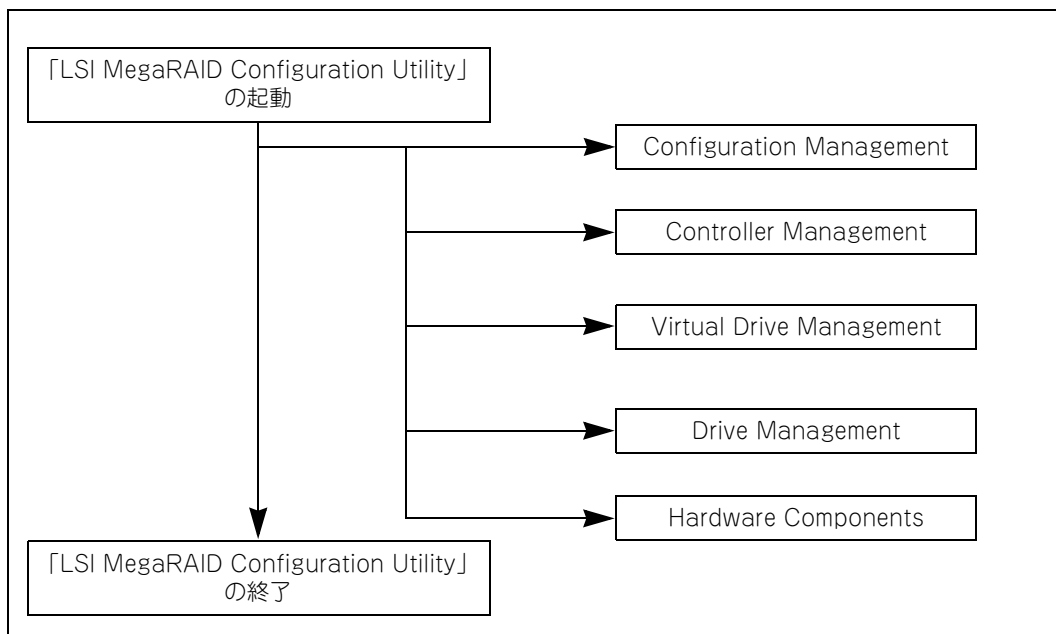 「LSI MegaRAID Configuration Utility」
の起動
Configuration Management
Controller Management
Virtual Drive Management
Drive Management
Hardware Components
「LSI MegaRAID Configuration Utility」
の終了